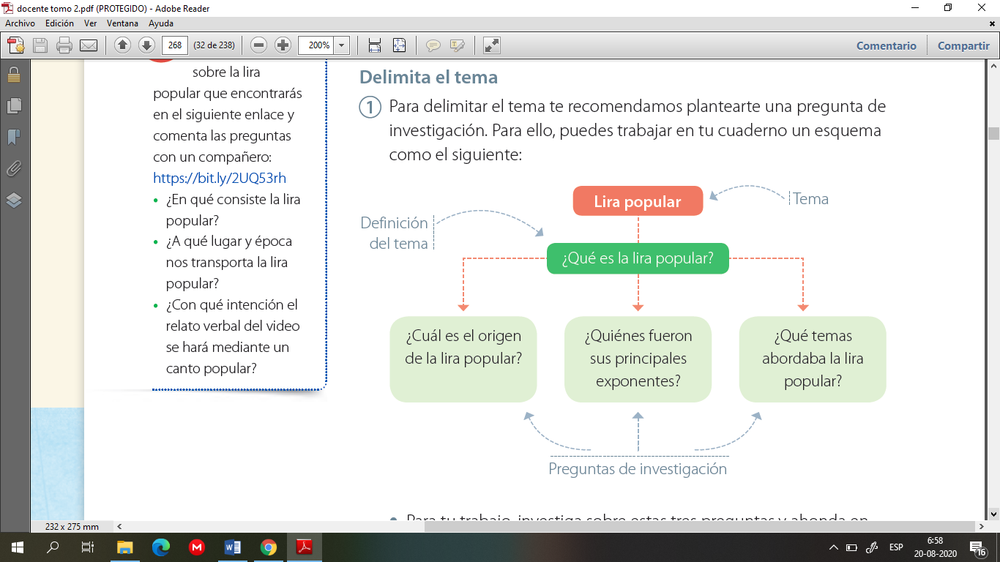 docente tomo 2.pdf (PROTEGIDO) - Adobe Reader
Archivo Edición Ver Ventana Ayuda
268 (32 de 238) 200% Comentario Compartir
sobre la lira
popular que encontrarás
en el siguiente enlace y
comenta las preguntas
con un compañero:
https://bit.ly/2UQ53rh
• ¿En qué consiste la lira
popular?
• ¿A qué lugar y época
nos transporta la lira
popular?
• ¿Con qué intención el
relato verbal del video
se hará mediante un
canto popular?
Delimita el tema
1 Para delimitar el tema te recomendamos plantearte una pregunta de
investigación. Para ello, puedes trabajar en tu cuaderno un esquema
como el siguiente:
Lira popular
Tema
Definición
del tema
¿Qué es la lira popular?
¿Cuál es el origen
de la lira popular?
¿Quiénes fueron
sus principales
exponentes?
¿Qué temas
abordaba la lira
popular?
Preguntas de investigación
• Para tu trabajo, investiga sobre estas tres preguntas y ahonda en
232 x 275 mm
ESP
6:58
20-08-2020
16